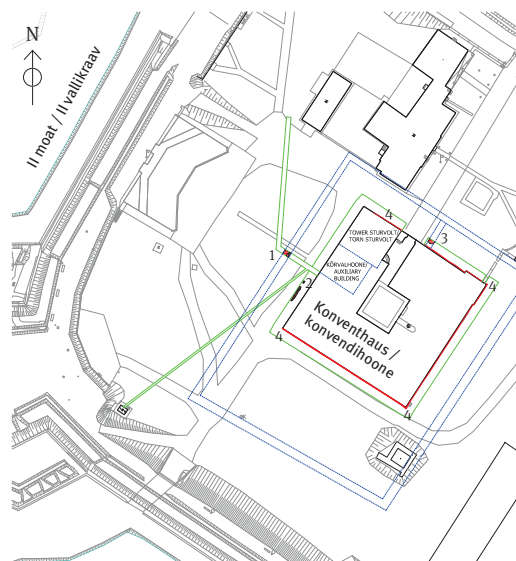 N
II moat / II vallikraav
4
TOWER STURVOLT/
TORN STURVOLT
3
1
KÕRVALHOONE/
AUXILIARY
BUILDING
2
4
Konventhaus /
konvendihoone
4
4